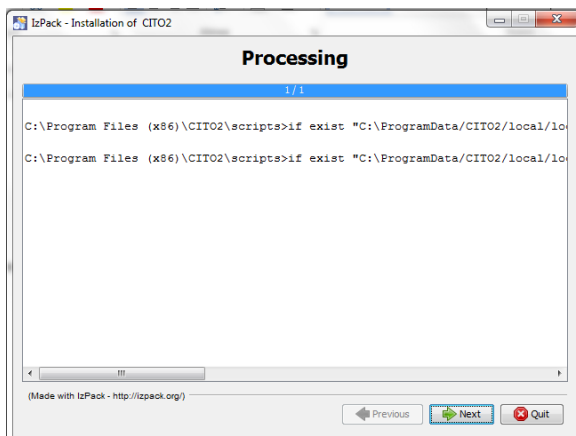 IzPack - Installation of CITO2
Processing
1 / 1
C:\Program Files (x86)\CITO2\scripts>if exist "C:\ProgramData/CITO2/local/lo
C:\Program Files (x86)\CITO2\scripts>if exist "C:\ProgramData/CITO2/local/lo
(Made with IzPack - http://izpack.org/)
Previous Next Quit